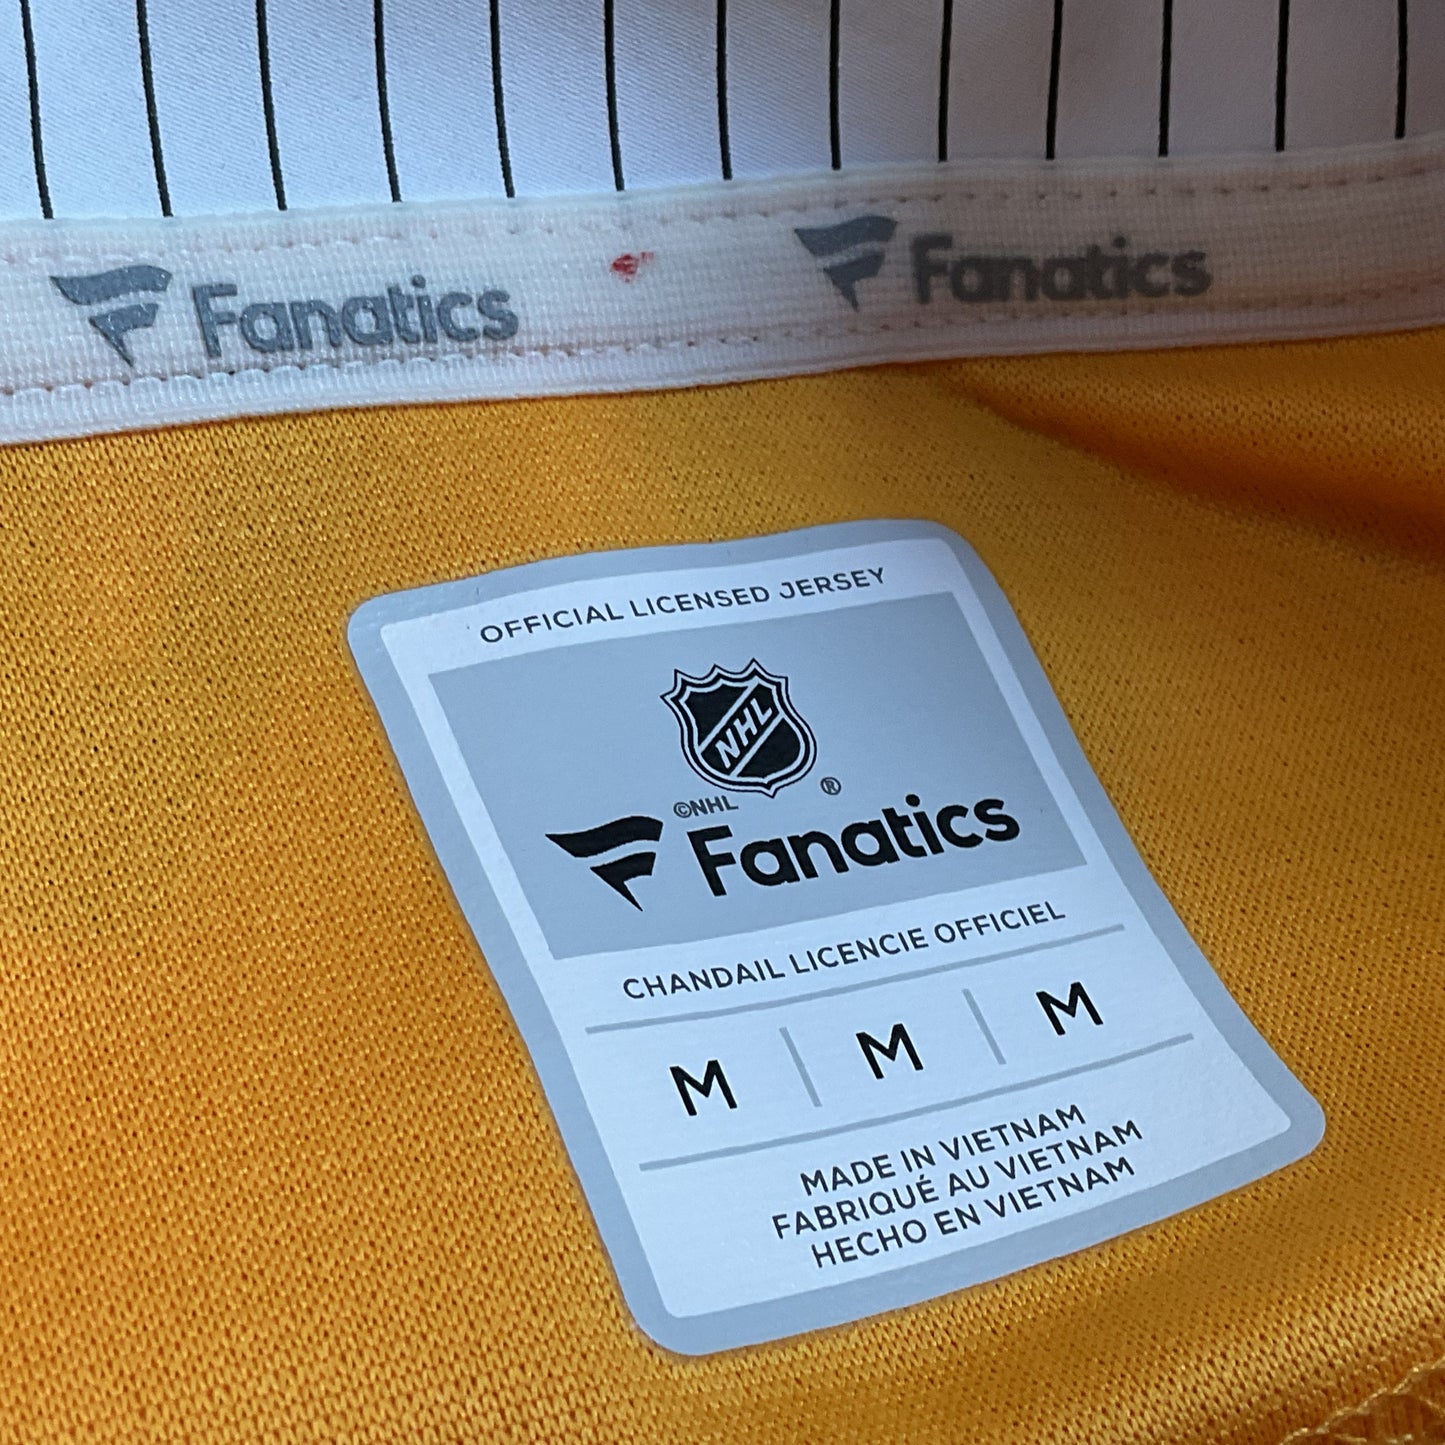 Fanatics Fanatics
OFFICIAL LICENSED JERSEY
NHL
©NHL ®
Fanatics
CHANDAIL LICENCIE OFFICIEL
M M M
MADE IN VIETNAM
FABRIQUÉ AU VIETNAM
HECHO EN VIETNAM